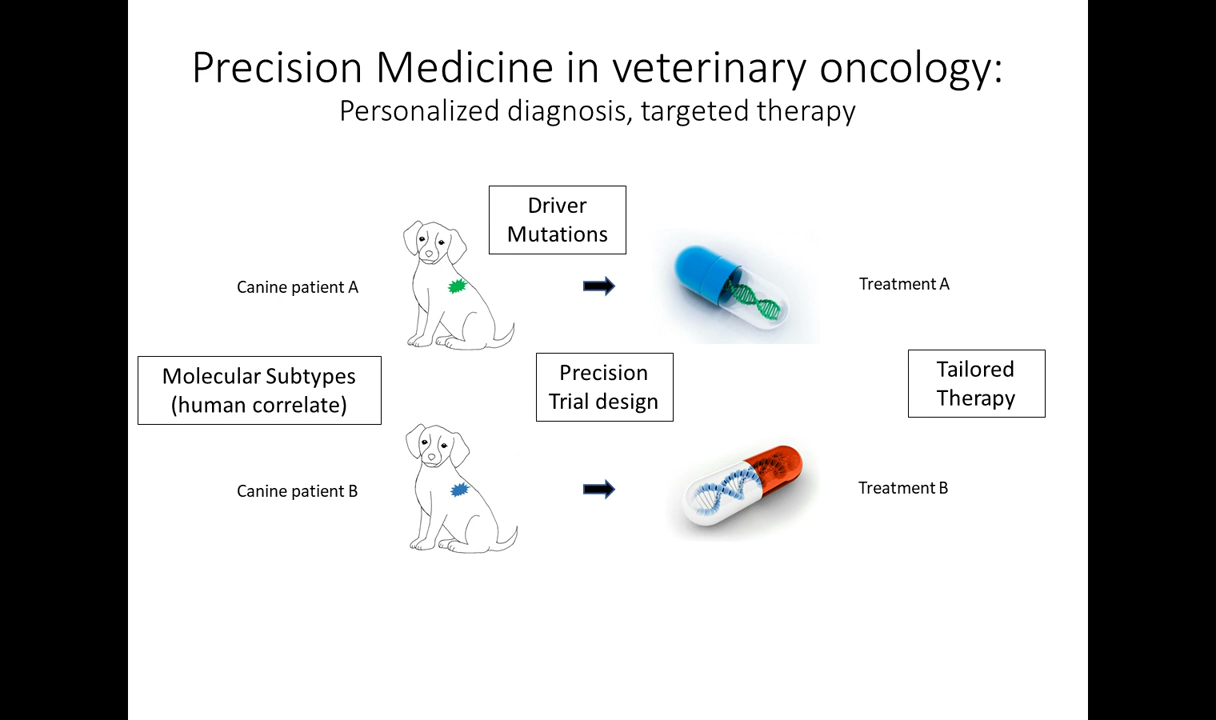 Precision Medicine in veterinary oncology:
Personalized diagnosis, targeted therapy
Driver
Mutations
Canine patient A
Treatment A
Molecular Subtypes
(human correlate)
Precision
Trial design
Tailored
Therapy
Canine patient B
Treatment B